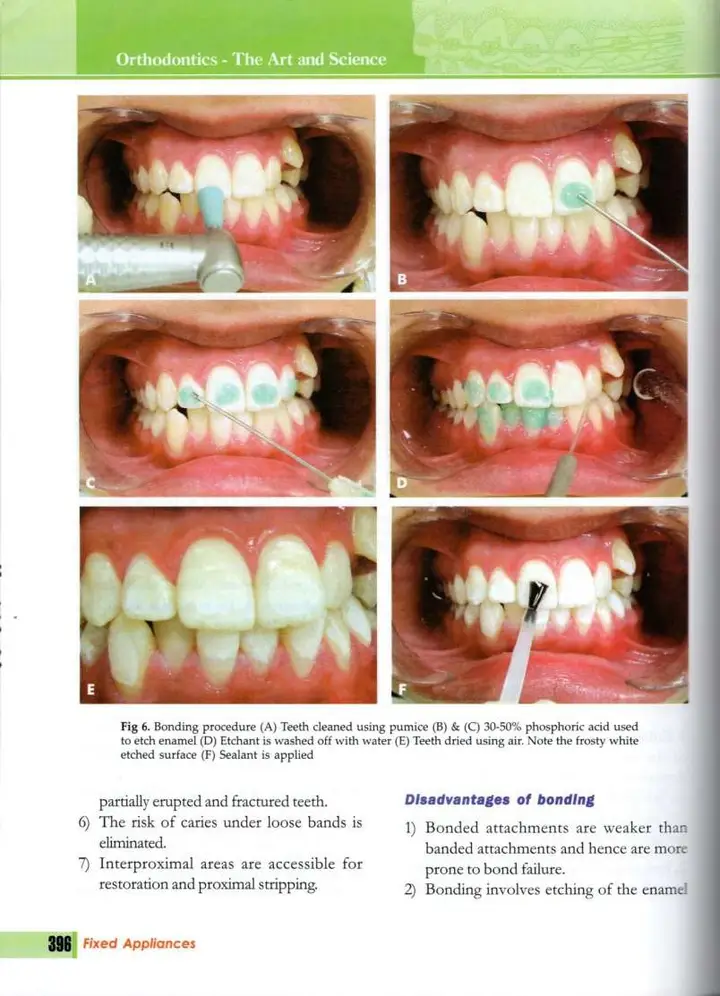 Orthodontics - The Art and Science
A
B
C
D
E
F
Fig 6. Bonding procedure (A) Teeth cleaned using pumice (B) & (C) 30-50% phosphoric acid used
to etch enamel (D) Etchant is washed off with water (E) Teeth dried using air. Note the frosty white
etched surface (F) Sealant is applied
partially erupted and fractured teeth.
6) The risk of caries under loose bands is
eliminated.
7) Interproximal areas are accessible for
restoration and proximal stripping.
Disadvantages of bonding
1) Bonded attachments are weaker than
banded attachments and hence are more
prone to bond failure.
2) Bonding involves etching of the enamel
396 Fixed Appliances